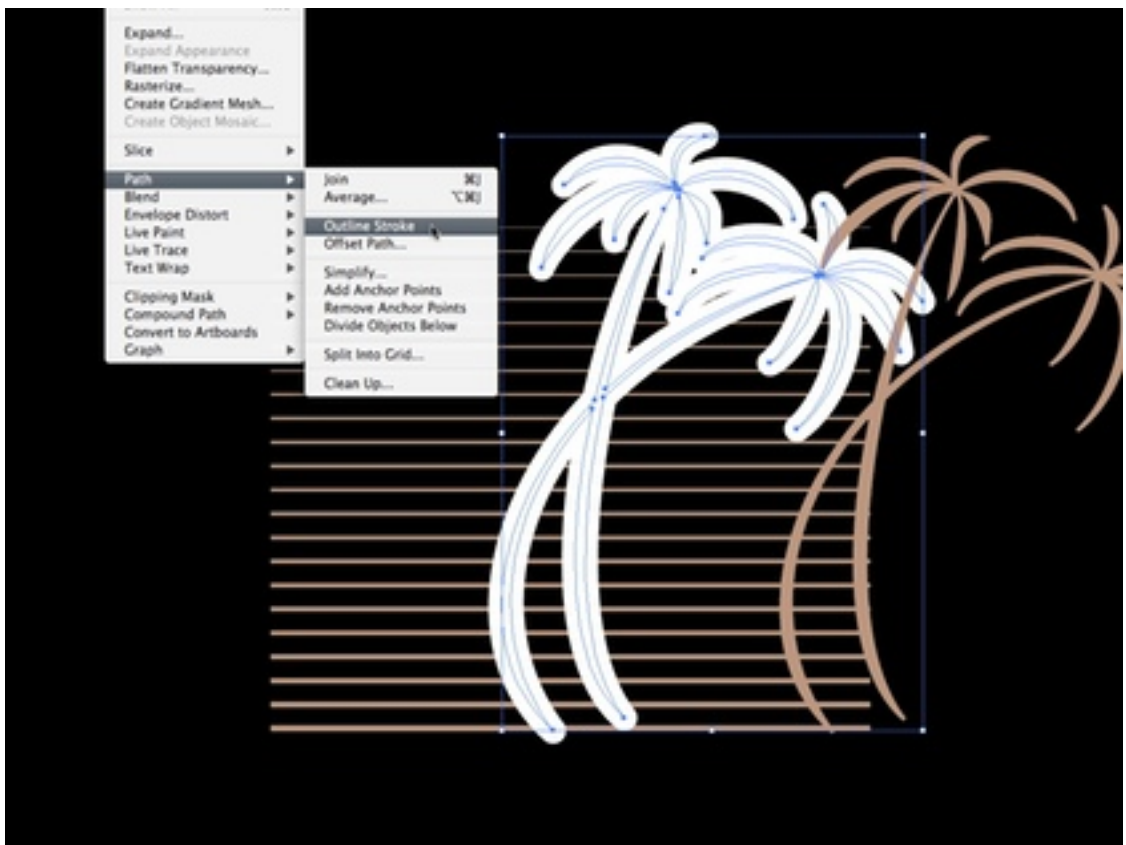 Expand...
Expand Appearance
Flatten Transparency...
Rasterize...
Create Gradient Mesh...
Create Object Mosaic...
Slice
Path
Blend
Envelope Distort
Live Paint
Live Trace
Text Wrap
Clipping Mask
Compound Path
Convert to Artboards
Graph
Join ⌘J
Average... ⌥⌘J
Outline Stroke
Offset Path...
Simplify...
Add Anchor Points
Remove Anchor Points
Divide Objects Below
Split Into Grid...
Clean Up...